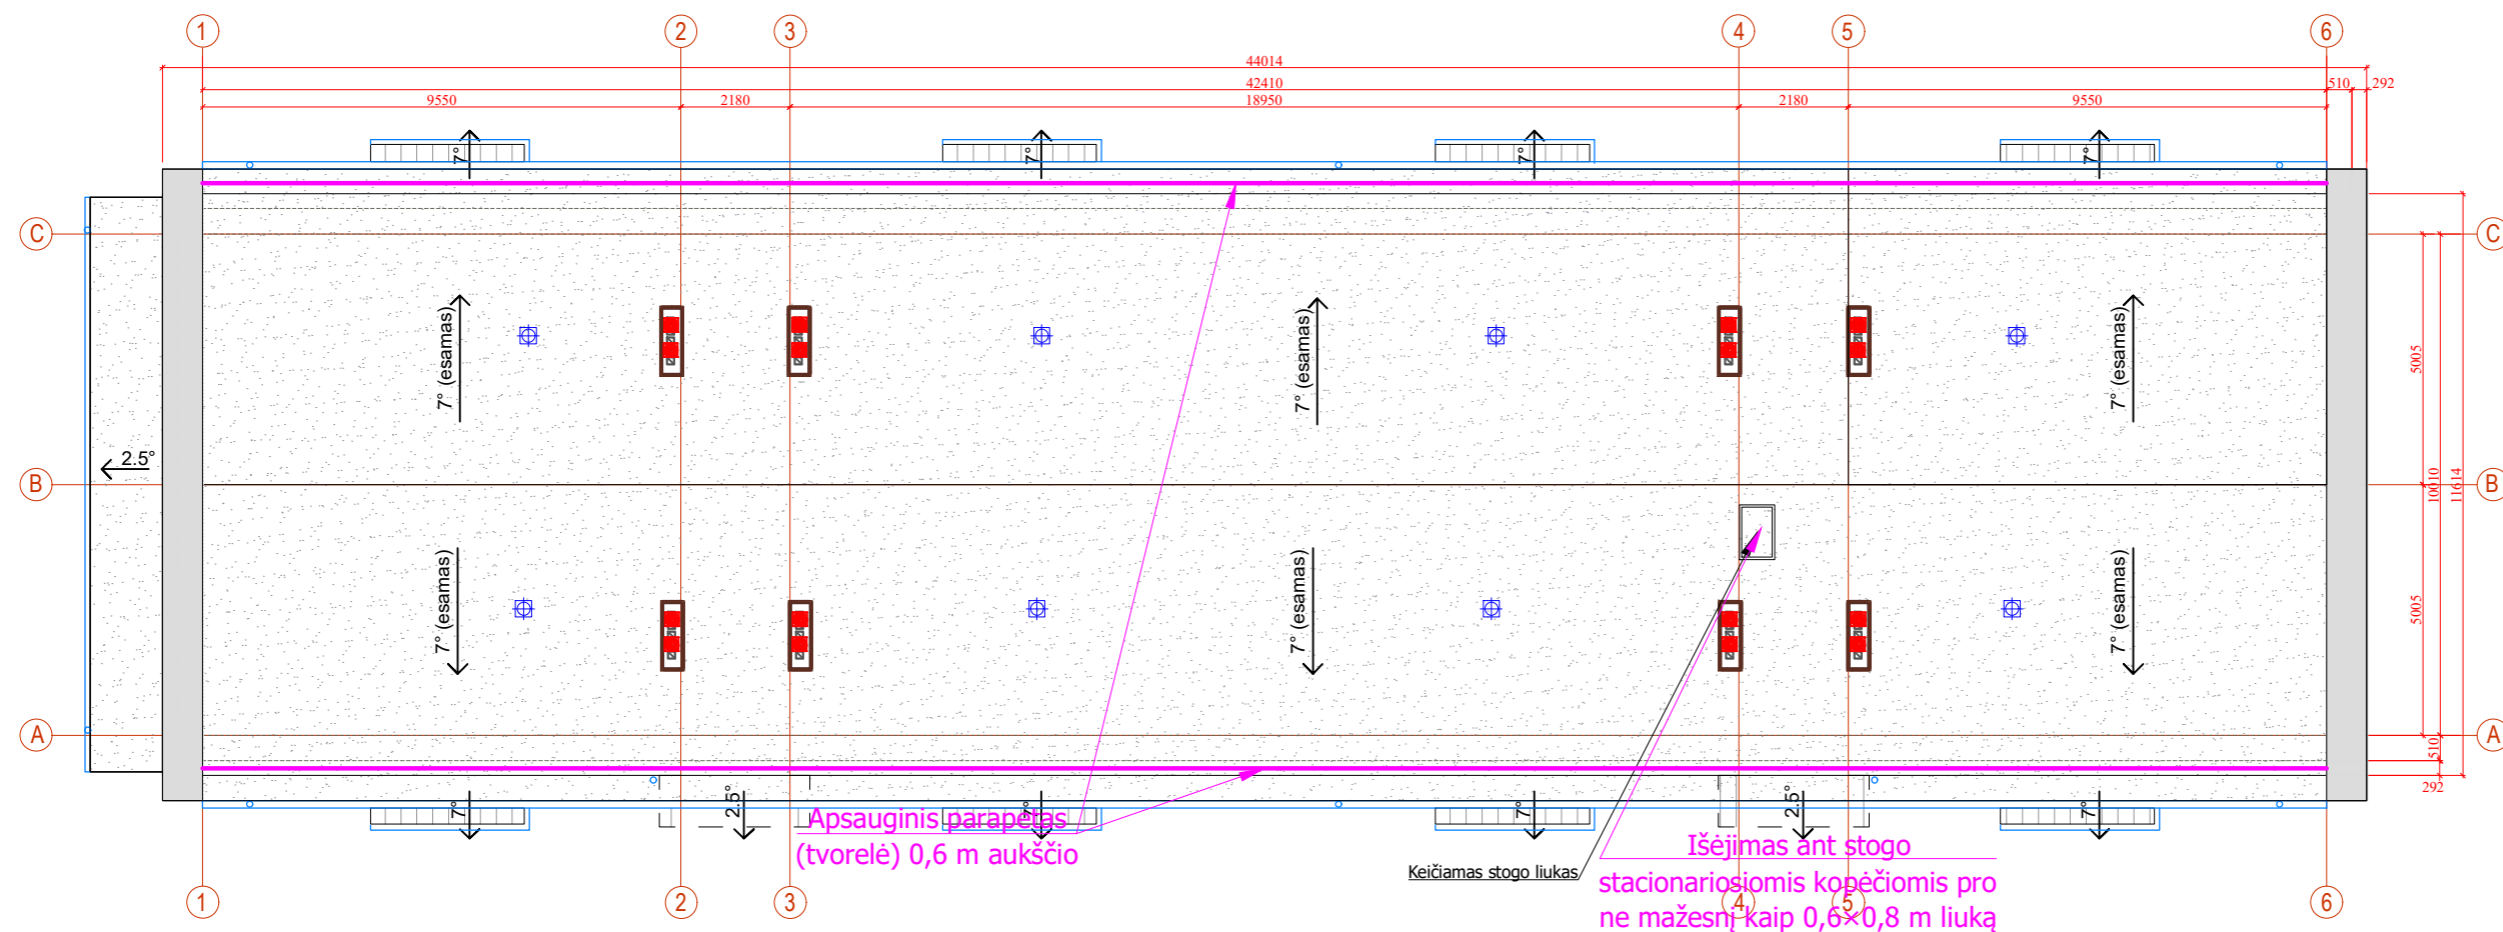 1
2
3
4
5
6
44014
42410
510
292
9550
2180
18950
2180
9550
7°
7°
7°
7°
C
C
7° (esamas)
7° (esamas)
7° (esamas)
5005
2.5°
B
B
10010
11614
7° (esamas)
7° (esamas)
7° (esamas)
5005
A
A
510
292
7°
2.5°
7°
7°
2.5°
7°
Apsauginis parapetas
(tvorelė) 0,6 m aukščio
Keičiamas stogo liukas
Išėjimas ant stogo
stacionariosiomis kopėčiomis pro
ne mažesnį kaip 0,6×0,8 m liuką
1
2
3
4
5
6